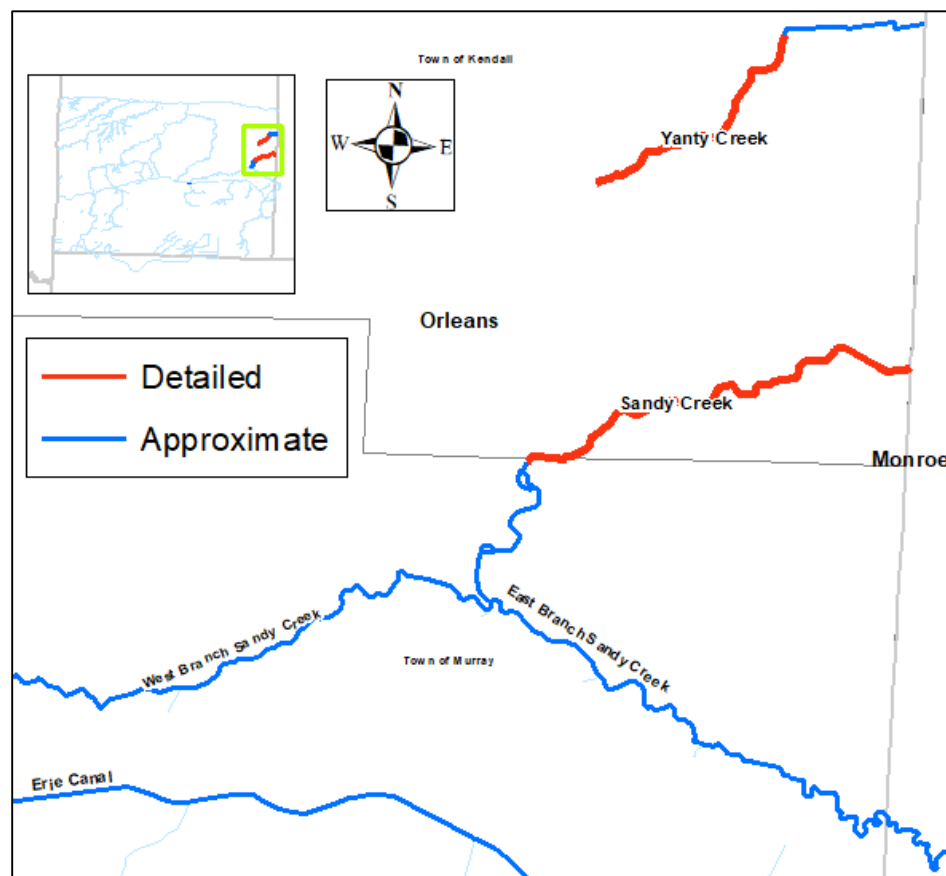 Town of Kendall
N
W
E
S
Yanty Creek
Orleans
Detailed
Approximate
Sandy Creek
Monroe
West Branch Sandy Creek
East Branch Sandy Creek
Town of Murray
Erie Canal